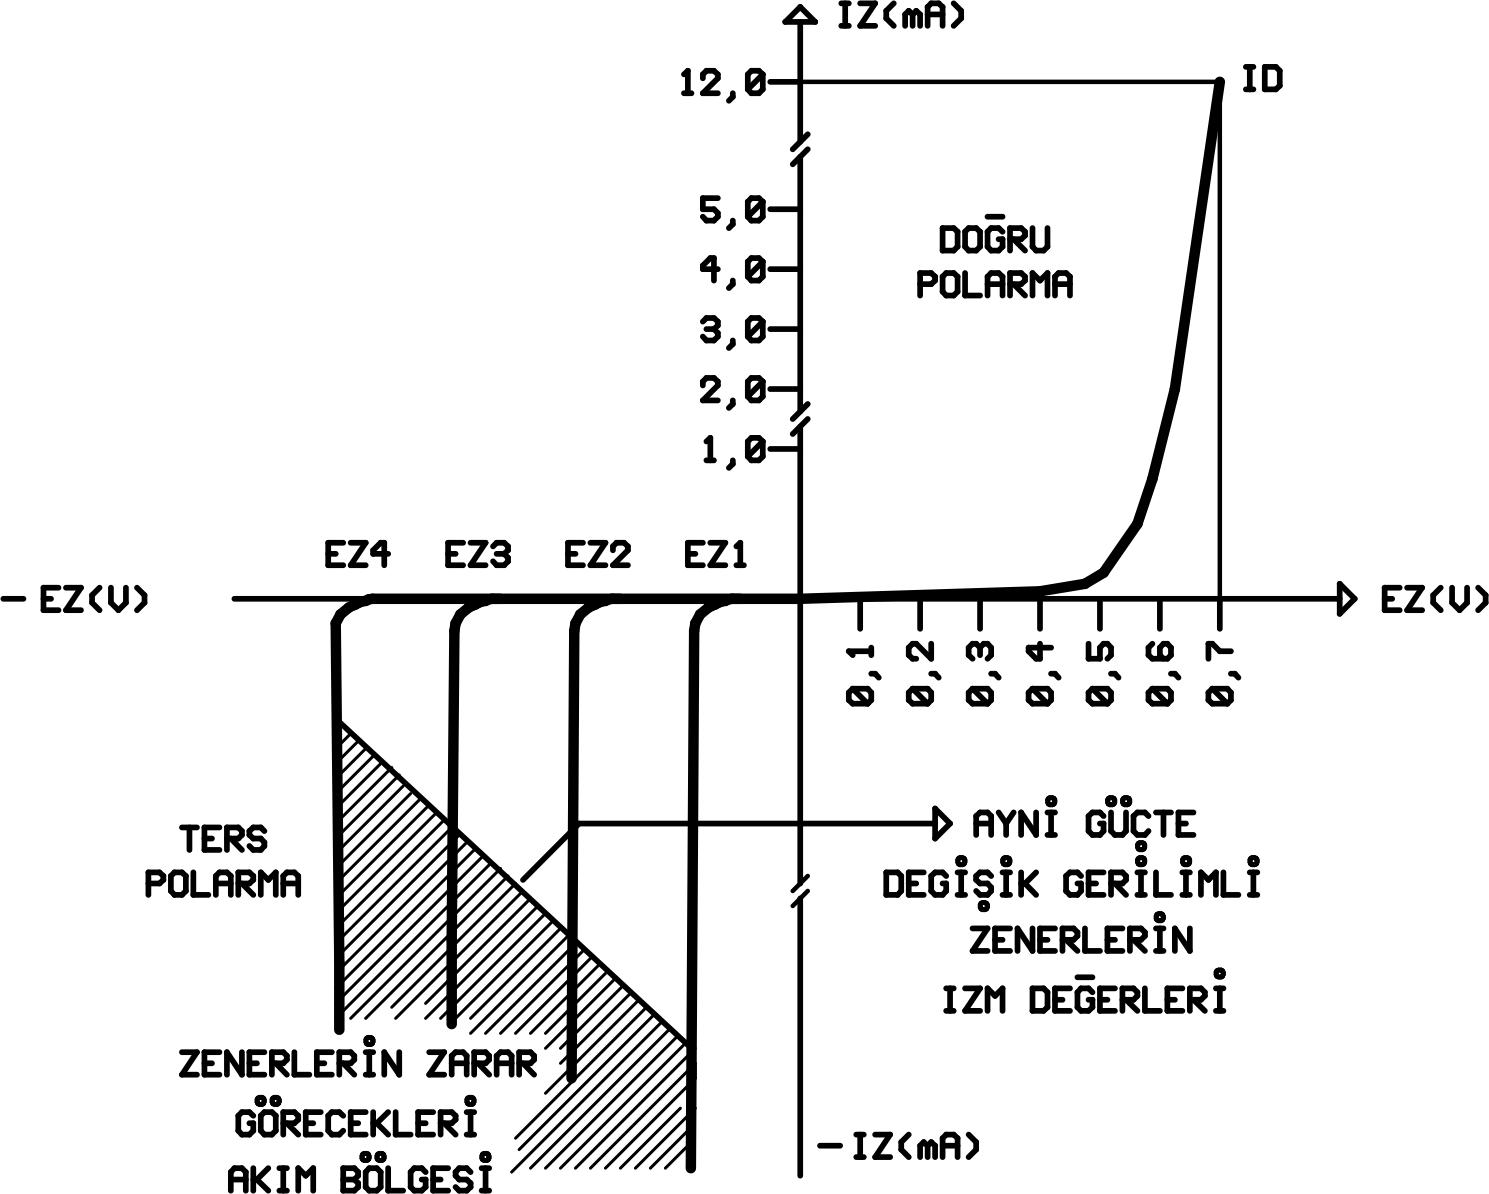 IZ(mA)
12,0
ID
5,0
4,0
3,0
2,0
1,0
DOĞRU
POLARMA
EZ4 EZ3 EZ2 EZ1
- EZ(V)
EZ(V)
0,1 0,2 0,3 0,4 0,5 0,6 0,7
TERS
POLARMA
AYNİ GÜÇTE
DEGİŞİK GERİLİMLİ
ZENERLERİN
IZM DEĞERLERİ
ZENERLERİN ZARAR
GÖRECEKLERİ
AKIM BÖLGESİ
-IZ(mA)